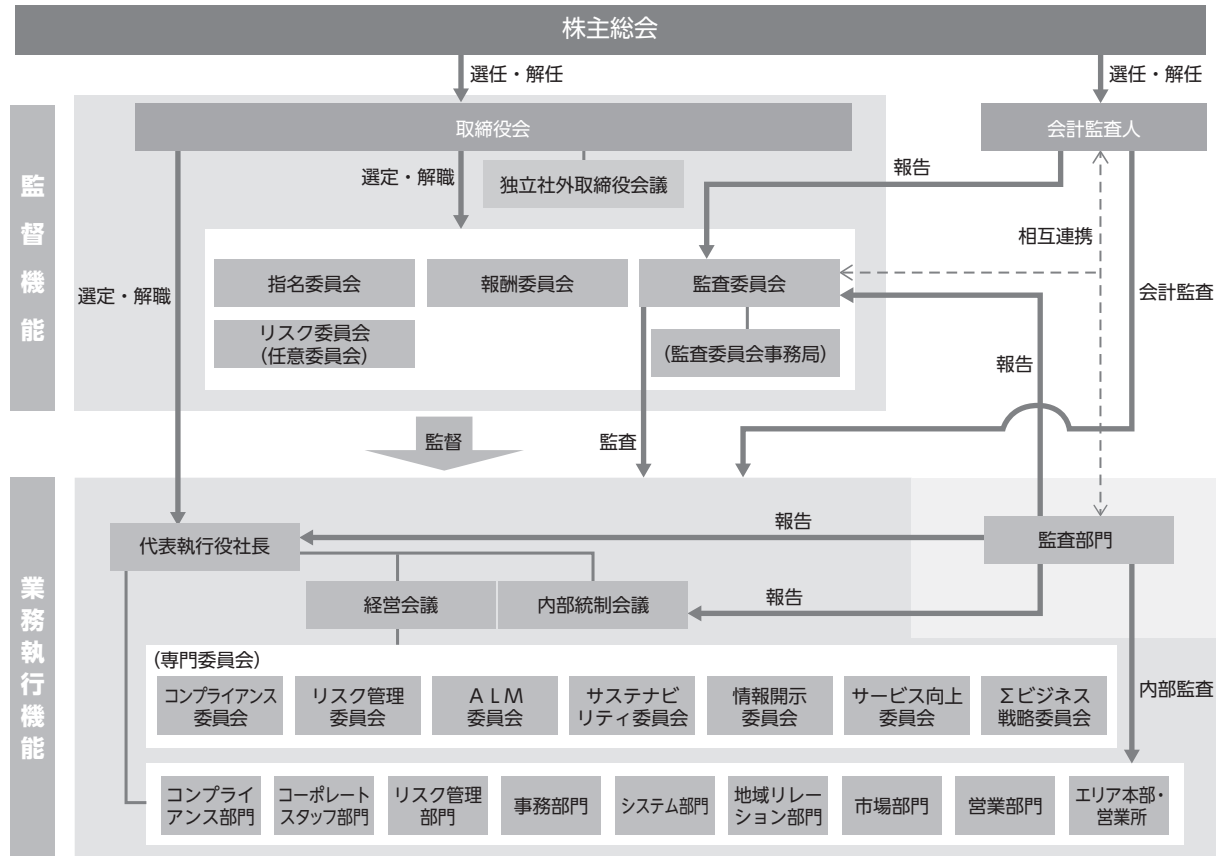 株主総会
選任・解任
選任・解任
監督機能
取締役会
会計監査人
選定・解職
独立社外取締役会議
報告
相互連携
選定・解職
指名委員会
報酬委員会
監査委員会
会計監査
リスク委員会
(任意委員会)
(監査委員会事務局)
報告
監督
監査
業務執行機能
代表執行役社長
報告
監査部門
経営会議
内部統制会議
報告
(専門委員会)
コンプライアンス
委員会
リスク管理
委員会
ＡＬＭ
委員会
サステナビ
リティ委員会
情報開示
委員会
サービス向上
委員会
Σビジネス
戦略委員会
内部監査
コンプライ
アンス部門
コーポレート
スタッフ部門
リスク管理
部門
事務部門
システム部門
地域リレー
ション部門
市場部門
営業部門
エリア本部・
営業所